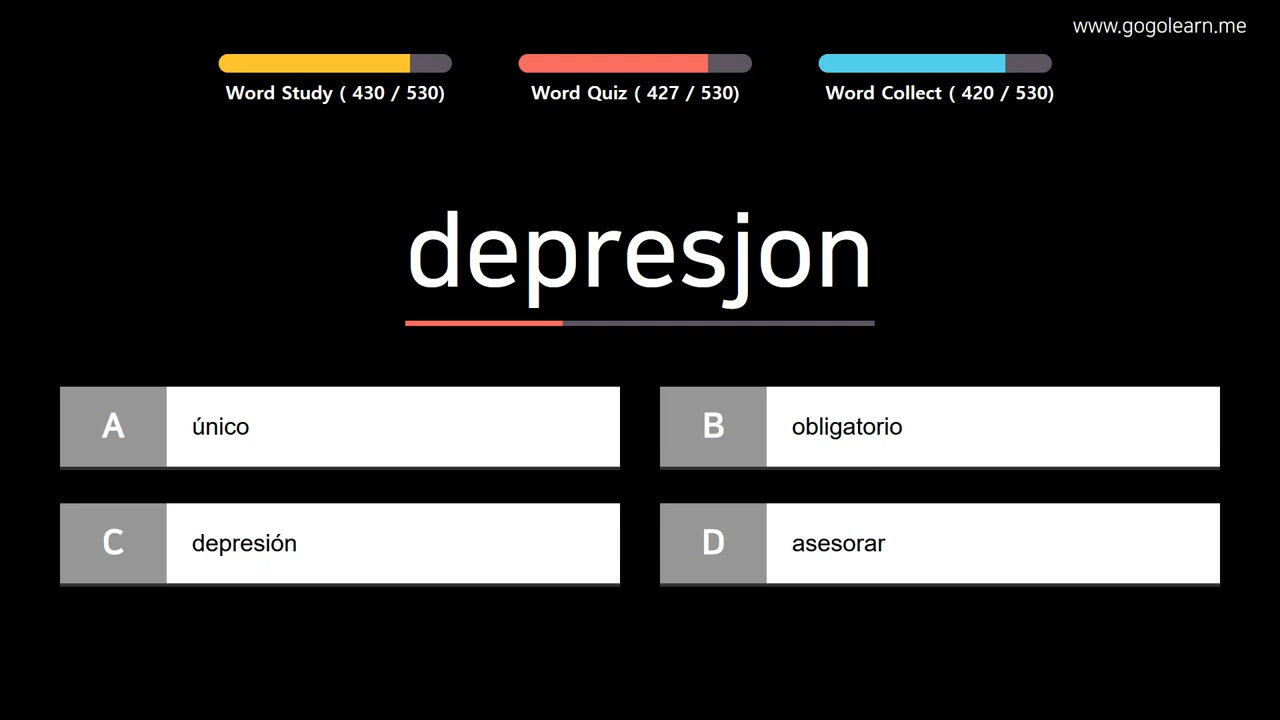 www.gogolearn.me
Word Study ( 430 / 530)
Word Quiz ( 427 / 530)
Word Collect ( 420 / 530)
depresjon
A único
B obligatorio
C depresión
D asesorar